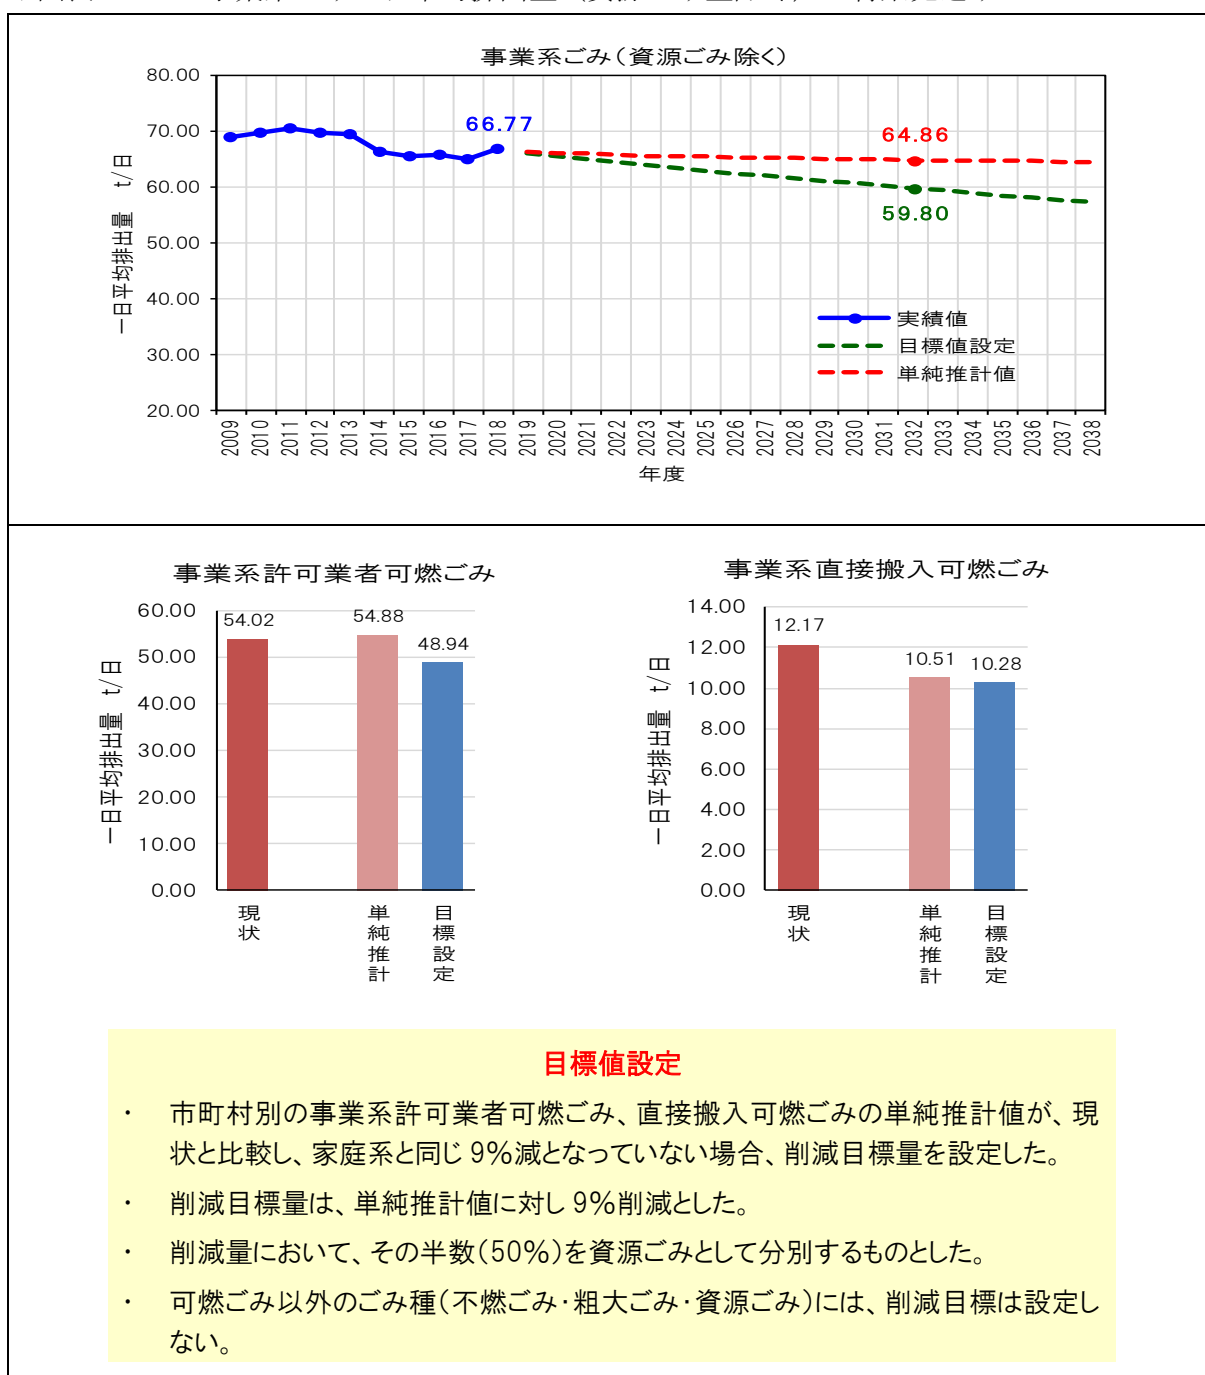 事業系ごみ（資源ごみ除く）
80.00
70.00
60.00
50.00
40.00
30.00
20.00
一日平均排出量 t/日
66.77
64.86
59.80
実績値
目標値設定
単純推計値
2009 2010 2011 2012 2013 2014 2015 2016 2017 2018 2019 2020 2021 2022 2023 2024 2025 2026 2027 2028 2029 2030 2031 2032 2033 2034 2035 2036 2037 2038
年度
事業系許可業者可燃ごみ
60.00
50.00
40.00
30.00
20.00
10.00
0.00
一日平均排出量 t/日
54.02
54.88
48.94
現状
単純推計
目標設定
事業系直接搬入可燃ごみ
14.00
12.00
10.00
8.00
6.00
4.00
2.00
0.00
一日平均排出量 t/日
12.17
10.51
10.28
現状
単純推計
目標設定
目標値設定
・ 市町村別の事業系許可業者可燃ごみ、直接搬入可燃ごみの単純推計値が、現
状と比較し、家庭系と同じ 9%減となっていない場合、削減目標量を設定した。
・ 削減目標量は、単純推計値に対し 9%削減とした。
・ 削減量において、その半数（50%）を資源ごみとして分別するものとした。
・ 可燃ごみ以外のごみ種（不燃ごみ・粗大ごみ・資源ごみ）には、削減目標は設定し
ない。